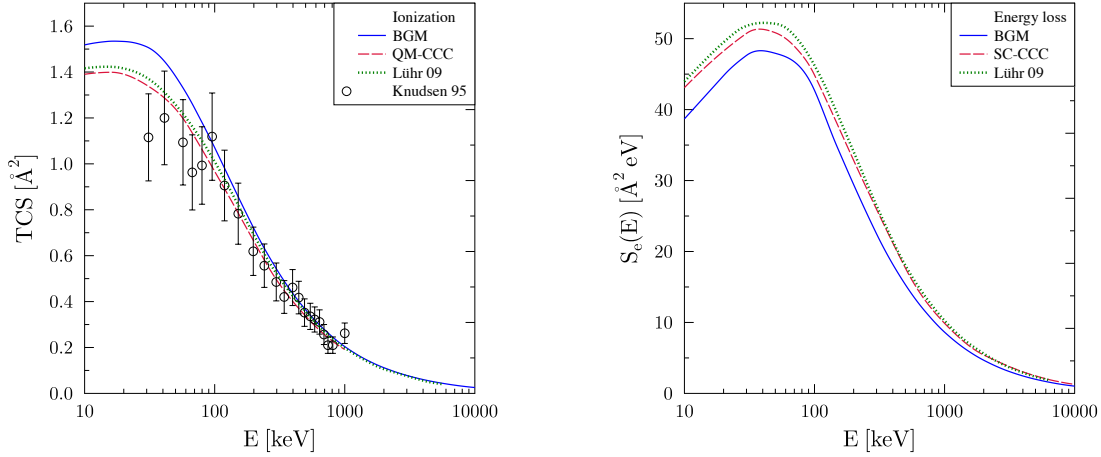 Ionization
BGM
QM-CCC
Lühr 09
Knudsen 95
1.6
1.4
1.2
1.0
0.8
0.6
0.4
0.2
0.0
TCS [Å²]
10
100
1000
10000
E [keV]
Energy loss
BGM
SC-CCC
Lühr 09
50
40
30
20
10
0
Sₑ(E) [Å² eV]
10
100
1000
10000
E [keV]